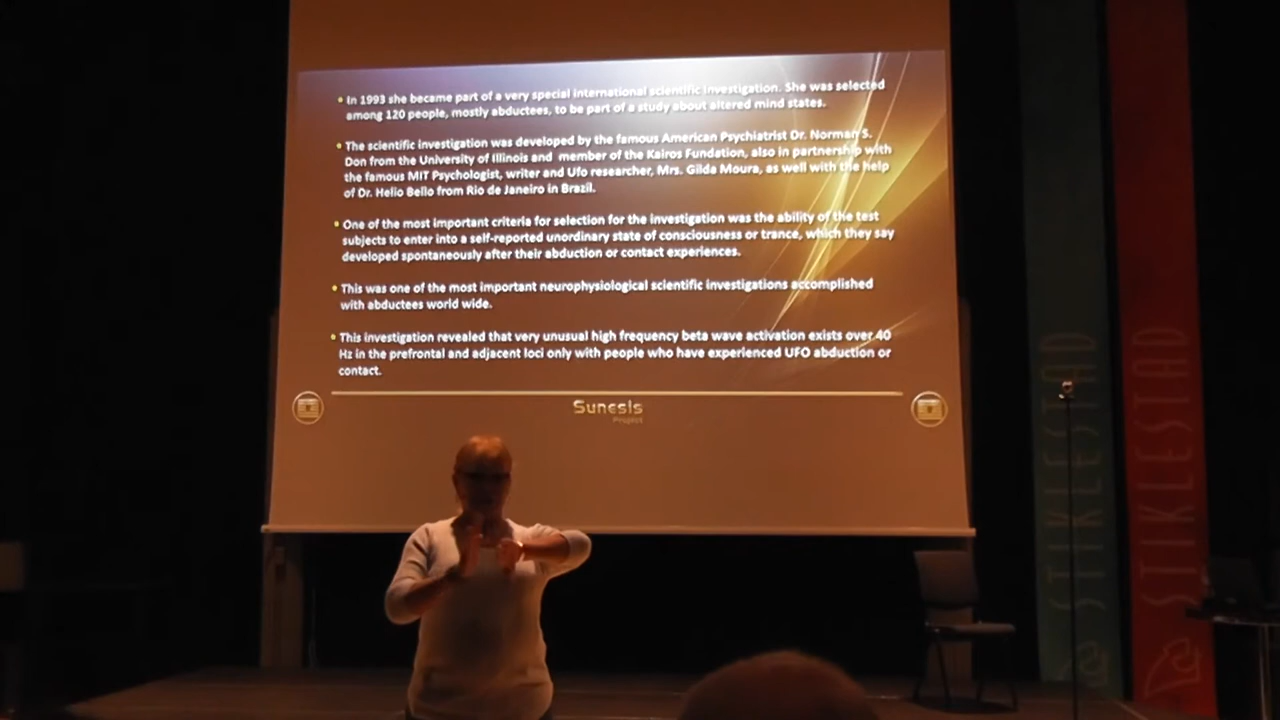 • In 1993 she became part of a very special international scientific investigation. She was selected
among 120 people, mostly abductees, to be part of a study about altered mind states.
• The scientific investigation was developed by the famous American Psychiatrist Dr. Norman S.
Don from the University of Illinois and member of the Kairos Fundation, also in partnership with
the famous MIT Psychologist, writer and Ufo researcher, Mrs. Gilda Moura, as well with the help
of Dr. Helio Bello from Rio de Janeiro in Brazil.
• One of the most important criteria for selection for the investigation was the ability of the test
subjects to enter into a self-reported unordinary state of consciousness or trance, which they say
developed spontaneously after their abduction or contact experiences.
• This was one of the most important neurophysiological scientific investigations accomplished
with abductees world wide.
• This investigation revealed that very unusual high frequency beta wave activation exists over 40
Hz in the prefrontal and adjacent loci only with people who have experienced UFO abduction or
contact.
Sunesis
Project
STIKLESTAD
STIKLESTAD